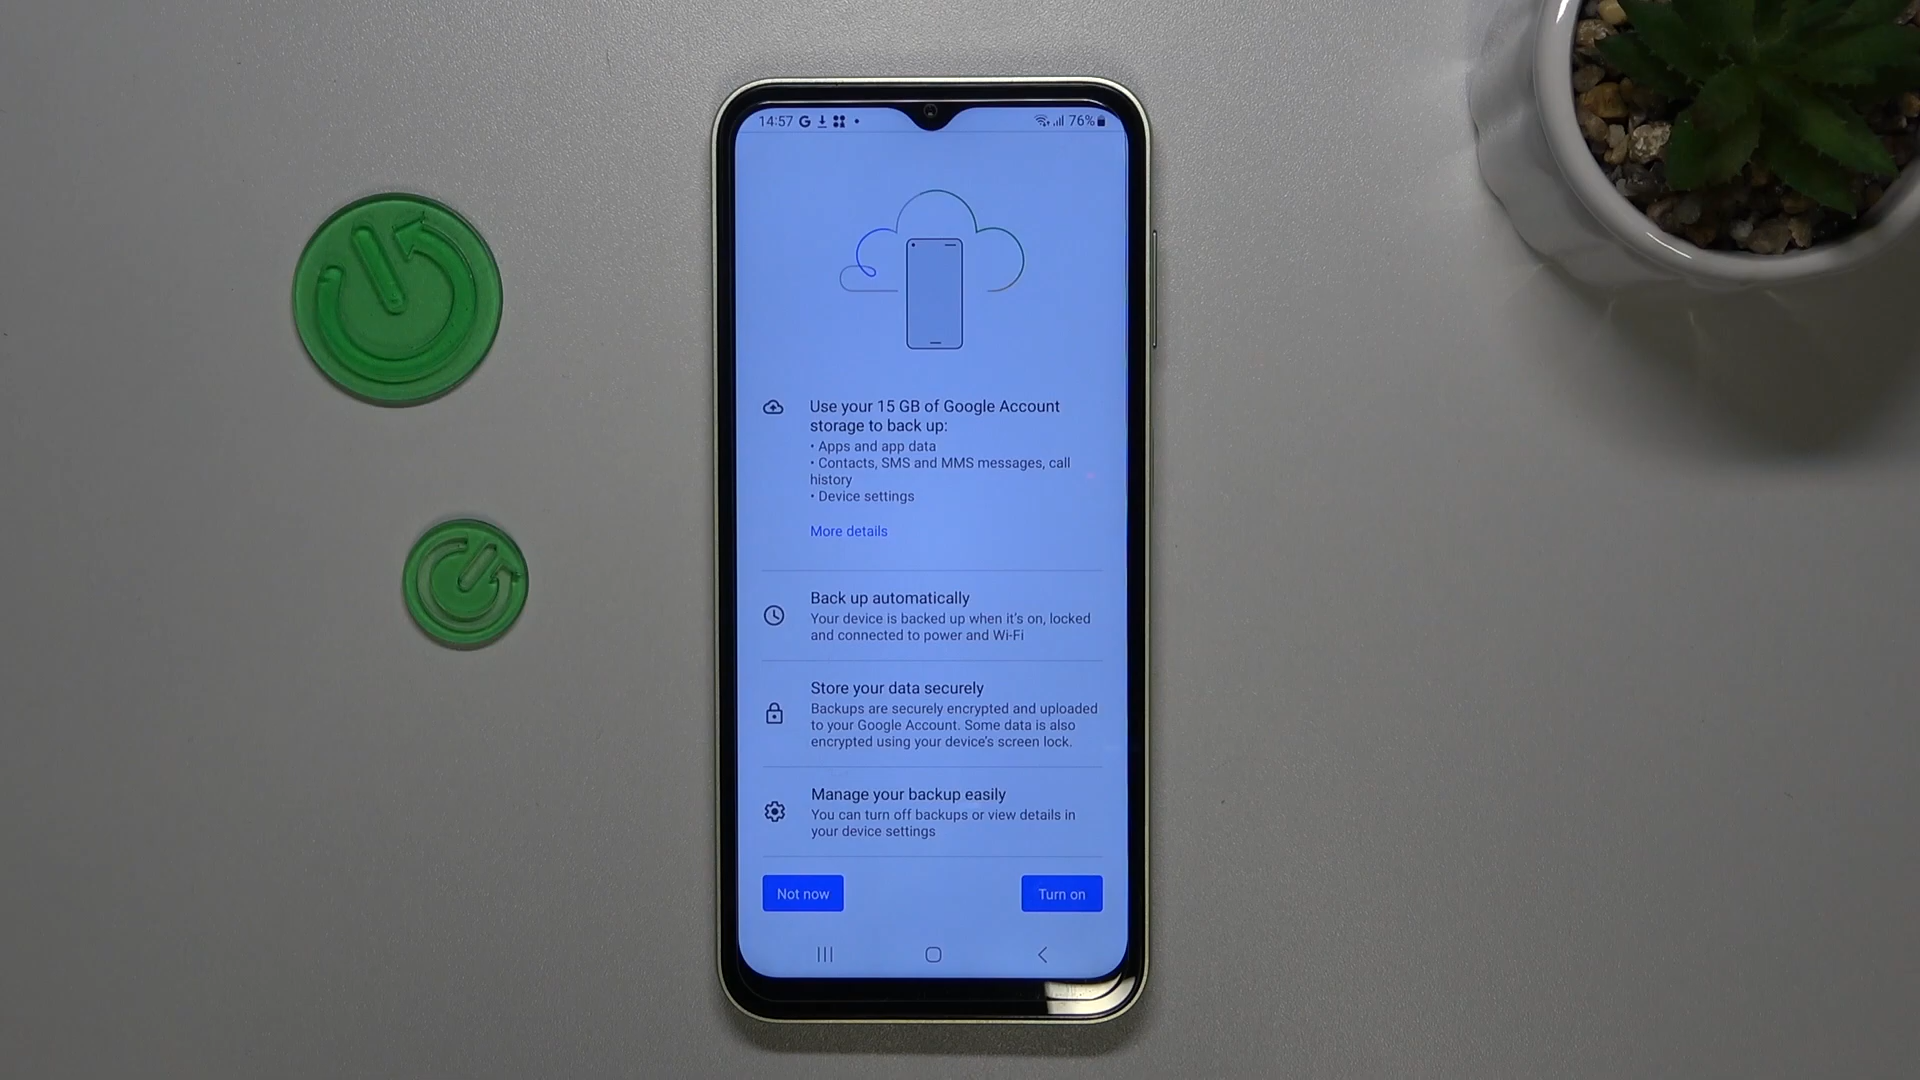 14:57 G
76%
Use your 15 GB of Google Account
storage to back up:
• Apps and app data
• Contacts, SMS and MMS messages, call
history
• Device settings
More details
Back up automatically
Your device is backed up when it's on, locked
and connected to power and Wi-Fi
Store your data securely
Backups are securely encrypted and uploaded
to your Google Account. Some data is also
encrypted using your device's screen lock.
Manage your backup easily
You can turn off backups or view details in
your device settings
Not now
Turn on